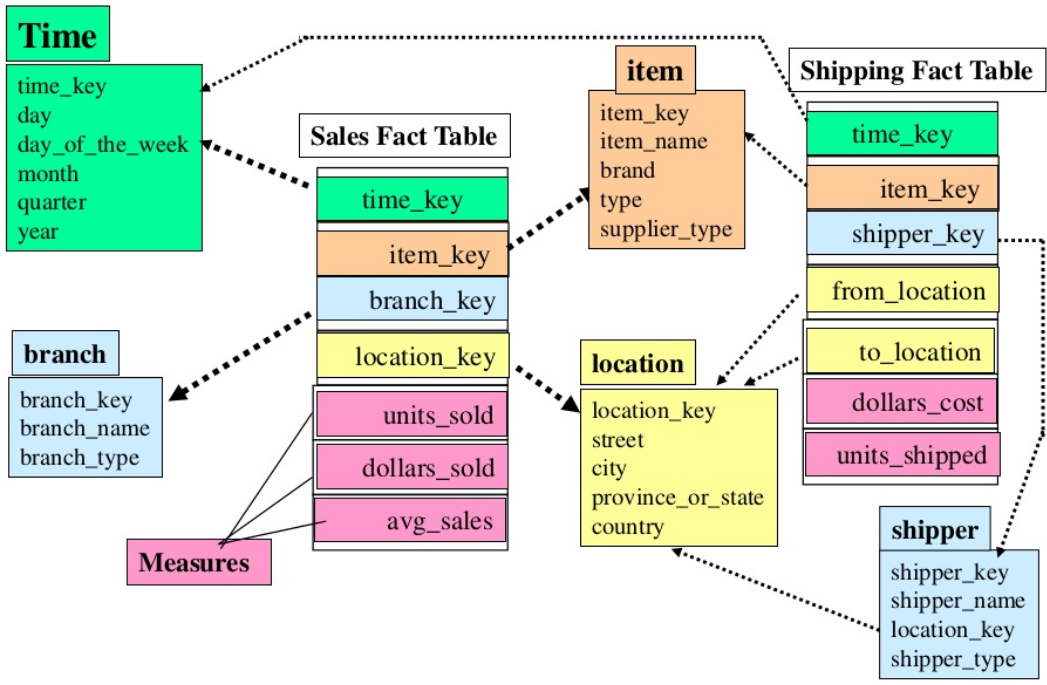 Time
time_key
day
day_of_the_week
month
quarter
year
branch
branch_key
branch_name
branch_type
Sales Fact Table
time_key
item_key
branch_key
location_key
units_sold
dollars_sold
avg_sales
Measures
item
item_key
item_name
brand
type
supplier_type
location
location_key
street
city
province_or_state
country
Shipping Fact Table
time_key
item_key
shipper_key
from_location
to_location
dollars_cost
units_shipped
shipper
shipper_key
shipper_name
location_key
shipper_type